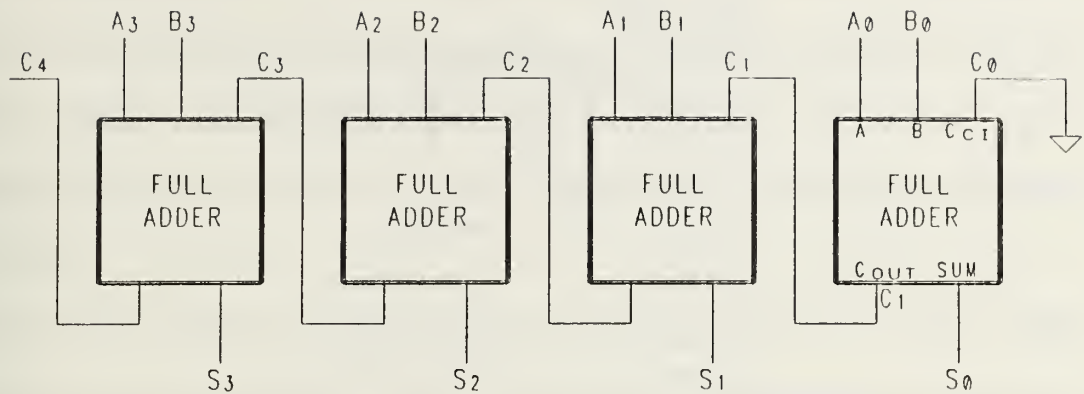 A3 B3 A2 B2 A1 B1 A0 B0
C4 C3 C2 C1 C0
A B CCI
FULL FULL FULL FULL
ADDER ADDER ADDER ADDER
COUT SUM
C1
S3 S2 S1 S0